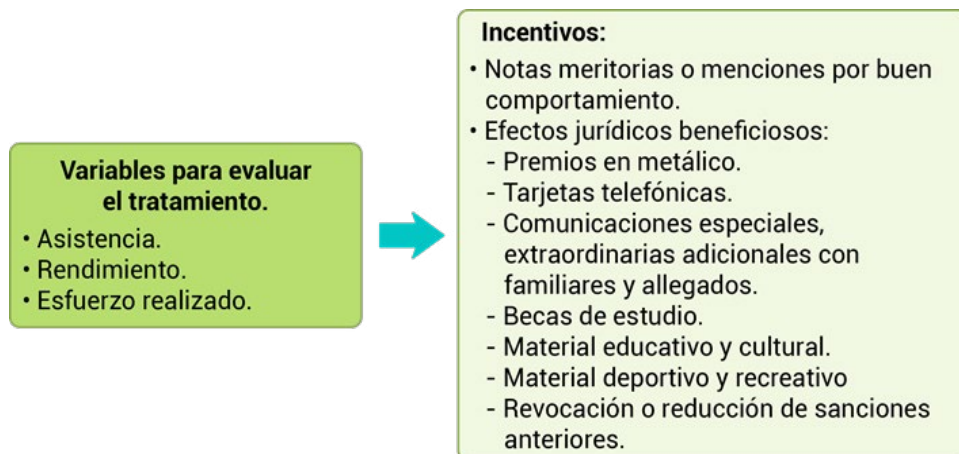 Variables para evaluar
el tratamiento.
• Asistencia.
• Rendimiento.
• Esfuerzo realizado.
Incentivos:
• Notas meritorias o menciones por buen
comportamiento.
• Efectos jurídicos beneficiosos:
- Premios en metálico.
- Tarjetas telefónicas.
- Comunicaciones especiales,
extraordinarias adicionales con
familiares y allegados.
- Becas de estudio.
- Material educativo y cultural.
- Material deportivo y recreativo
- Revocación o reducción de sanciones
anteriores.